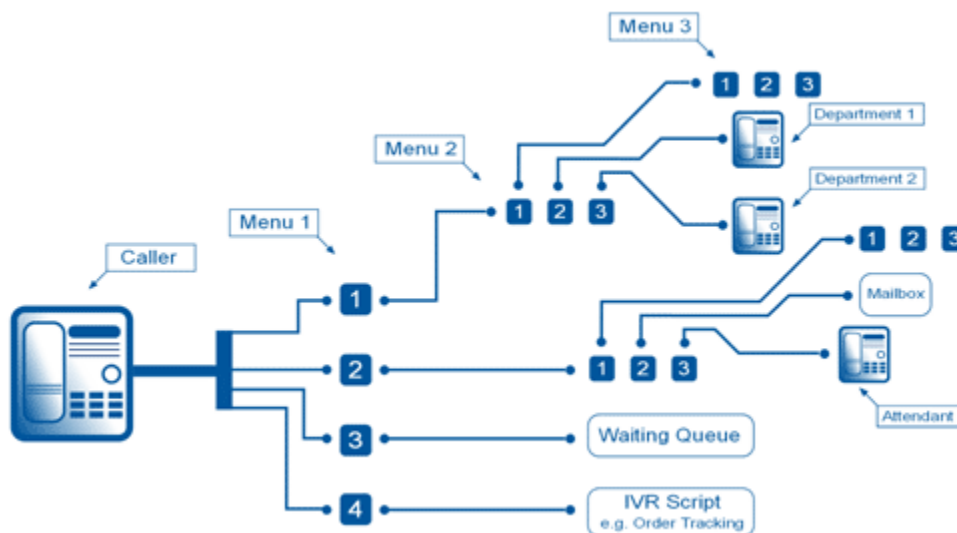 Menu 3
1 2 3
Department 1
Menu 2
Department 2
1 2 3
Menu 1
1 2 3
Caller
1
Mailbox
2
1 2 3
Attendant
3
Waiting Queue
4
IVR Script
e.g. Order Tracking